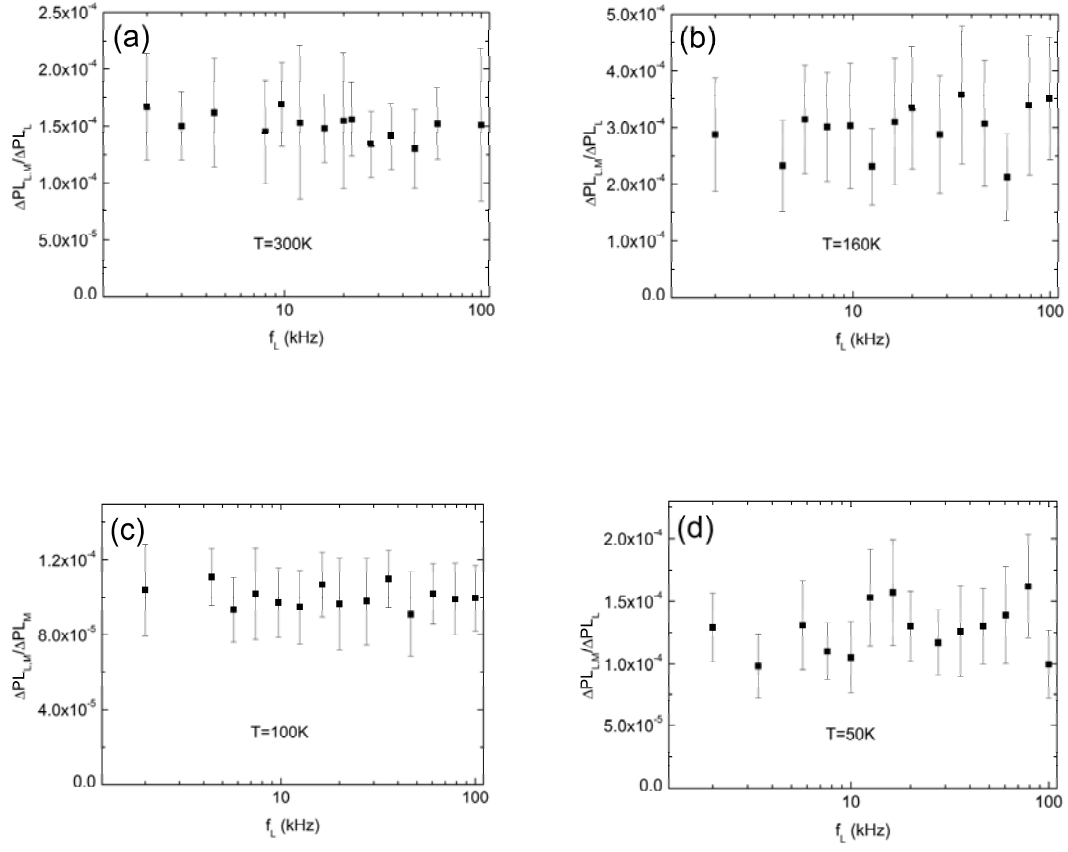 (a)
2.5x10⁻⁴
2.0x10⁻⁴
1.5x10⁻⁴
1.0x10⁻⁴
5.0x10⁻⁵
0.0
ΔPL_L,M/ΔPL_L
T=300K
10
100
f_L (kHz)
(b)
5.0x10⁻⁴
4.0x10⁻⁴
3.0x10⁻⁴
2.0x10⁻⁴
1.0x10⁻⁴
0.0
ΔPL_L,M/ΔPL_L
T=160K
10
100
f_L (kHz)
(c)
1.2x10⁻⁴
8.0x10⁻⁵
4.0x10⁻⁵
0.0
ΔPL_L,M/ΔPL_M
T=100K
10
100
f_L (kHz)
(d)
2.0x10⁻⁴
1.5x10⁻⁴
1.0x10⁻⁴
5.0x10⁻⁵
0.0
ΔPL_L,M/ΔPL_L
T=50K
10
100
f_L (kHz)